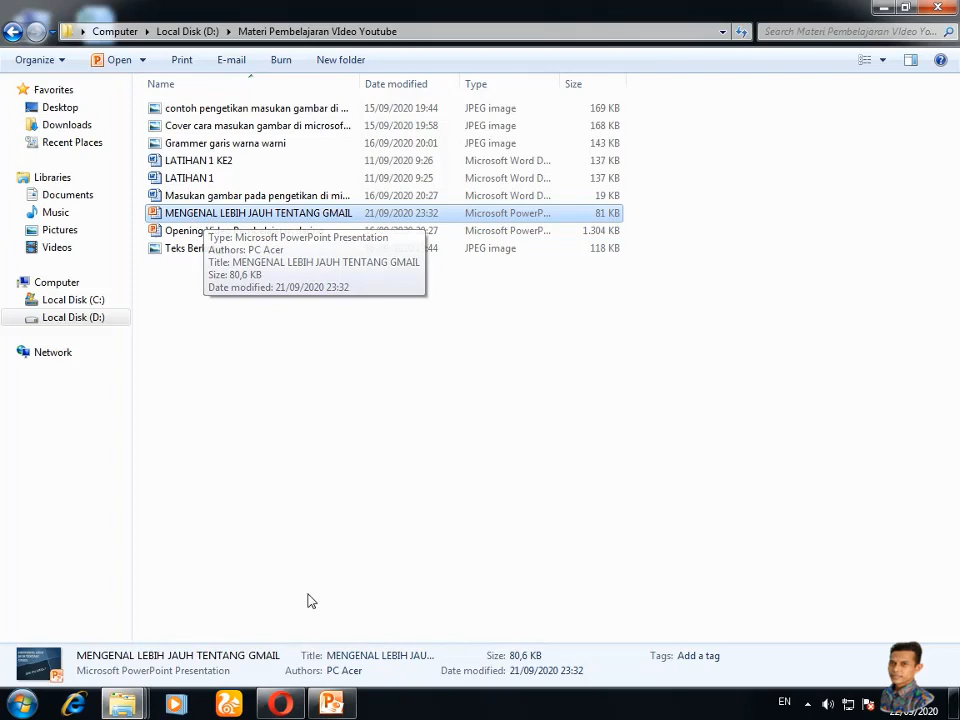 Computer Local Disk (D:) Materi Pembelajaran VIdeo Youtube
Search Materi Pembelajaran VIdeo Yo...
Organize Open Print E-mail Burn New folder
Name Date modified Type Size
contoh pengetikan masukan gambar di ... 15/09/2020 19:44 JPEG image 169 KB
Cover cara masukan gambar di microsof... 15/09/2020 19:58 JPEG image 168 KB
Grammer garis warna warni 16/09/2020 20:01 JPEG image 143 KB
LATIHAN 1 KE2 11/09/2020 9:26 Microsoft Word D... 137 KB
LATIHAN 1 11/09/2020 9:25 Microsoft Word D... 137 KB
Masukan gambar pada pengetikan di mi... 16/09/2020 20:27 Microsoft Word D... 19 KB
MENGENAL LEBIH JAUH TENTANG GMAIL 21/09/2020 23:32 Microsoft PowerP... 81 KB
Opening Microsoft PowerP... 1.304 KB
Teks Ber JPEG image 118 KB
Type: Microsoft PowerPoint Presentation
Authors: PC Acer
Title: MENGENAL LEBIH JAUH TENTANG GMAIL
Size: 80,6 KB
Date modified: 21/09/2020 23:32
Favorites
Desktop
Downloads
Recent Places
Libraries
Documents
Music
Pictures
Videos
Computer
Local Disk (C:)
Local Disk (D:)
Network
MENGENAL LEBIH JAUH TENTANG GMAIL Title: MENGENAL LEBIH JAU... Size: 80,6 KB Tags: Add a tag
Microsoft PowerPoint Presentation Authors: PC Acer Date modified: 21/09/2020 23:32
EN